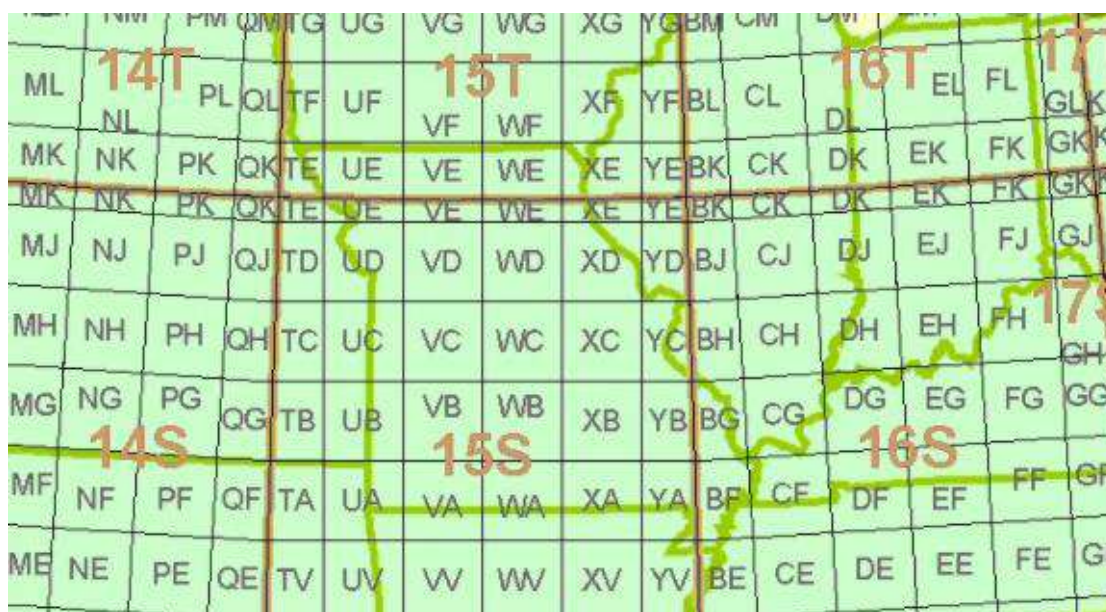 NM PM QM TG UG VG WG XG YG BM CM DM
14T 15T 16T 17T
ML PL QL TF UF XF YF BL CL EL FL GL K
NL VF WF DL
MK NK PK QK TE UE VE WE XE YE BK CK DK EK FK GK K
MK NK PK QK TE UE VE WE XE YE BK CK DK EK FK GK K
MJ NJ PJ QJ TD UD VD WD XD YD BJ CJ DJ EJ FJ GJ
17S
MH NH PH QH TC UC VC WC XC YC BH CH DH EH FH GH
MG NG PG QG TB UB VB WB XB YB BG CG DG EG FG GG
14S 15S 16S
MF NF PF QF TA UA VA WA XA YA BF CF DF EF FF GF
ME NE PE QE TV UV VV WV XV YV BE CE DE EE FE G